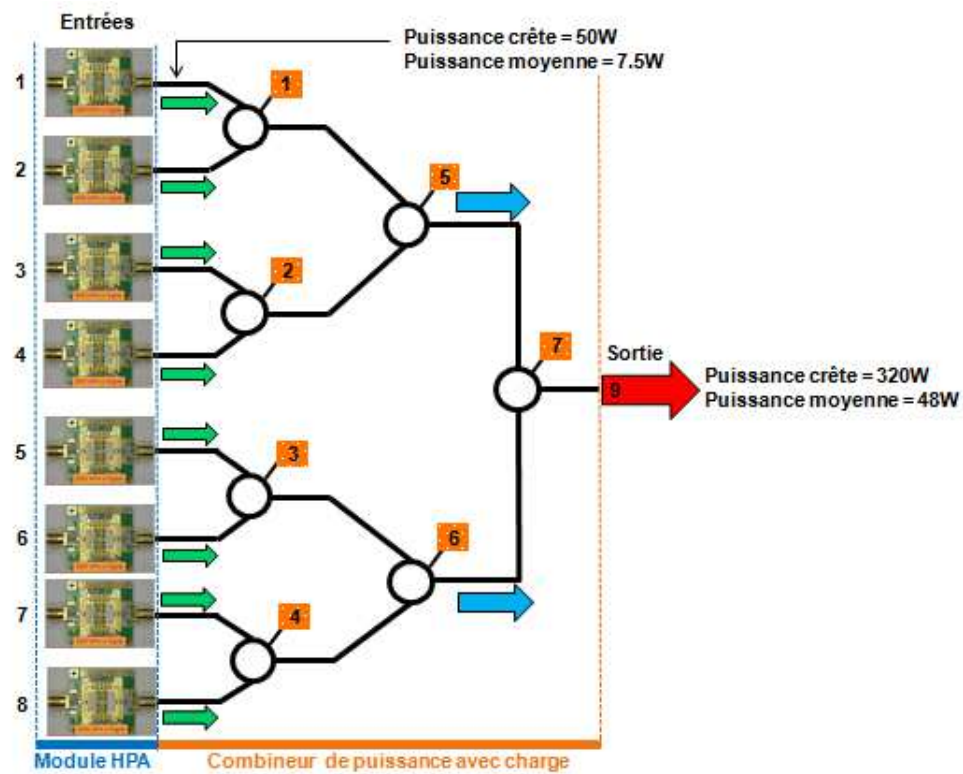 Entrées
Puissance crête = 50W
Puissance moyenne = 7.5W
1
1
2
5
3
2
4
7
Sortie
9
Puissance crête = 320W
Puissance moyenne = 48W
5
3
6
6
7
4
8
Module HPA
Combineur de puissance avec charge